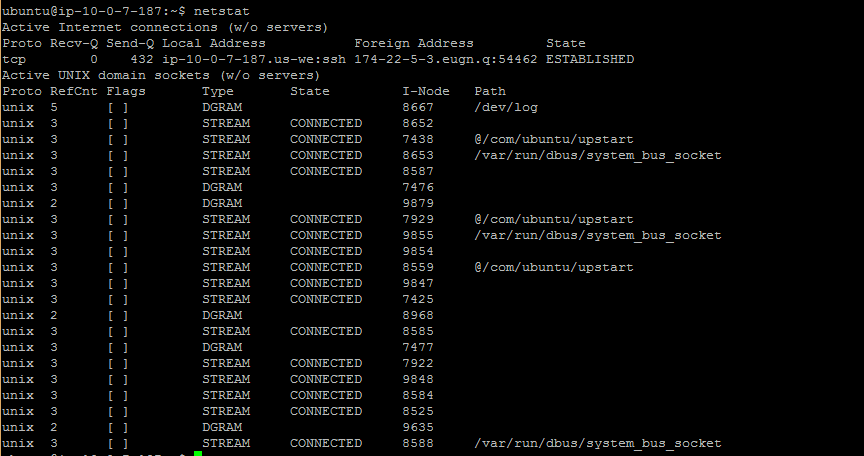 ubuntu@ip-10-0-7-187:~$ netstat
Active Internet connections (w/o servers)
Proto Recv-Q Send-Q Local Address           Foreign Address         State
tcp        0    432 ip-10-0-7-187.us-we:ssh 174-22-5-3.eugn.q:54462 ESTABLISHED
Active UNIX domain sockets (w/o servers)
Proto RefCnt Flags       Type       State         I-Node   Path
unix  5      [ ]         DGRAM                    8667     /dev/log
unix  3      [ ]         STREAM     CONNECTED     8652
unix  3      [ ]         STREAM     CONNECTED     7438     @/com/ubuntu/upstart
unix  3      [ ]         STREAM     CONNECTED     8653     /var/run/dbus/system_bus_socket
unix  3      [ ]         STREAM     CONNECTED     8587
unix  3      [ ]         DGRAM                    7476
unix  2      [ ]         DGRAM                    9879
unix  3      [ ]         STREAM     CONNECTED     7929     @/com/ubuntu/upstart
unix  3      [ ]         STREAM     CONNECTED     9855     /var/run/dbus/system_bus_socket
unix  3      [ ]         STREAM     CONNECTED     9854
unix  3      [ ]         STREAM     CONNECTED     8559     @/com/ubuntu/upstart
unix  3      [ ]         STREAM     CONNECTED     9847
unix  3      [ ]         STREAM     CONNECTED     7425
unix  2      [ ]         DGRAM                    8968
unix  3      [ ]         STREAM     CONNECTED     8585
unix  3      [ ]         DGRAM                    7477
unix  3      [ ]         STREAM     CONNECTED     7922
unix  3      [ ]         STREAM     CONNECTED     9848
unix  3      [ ]         STREAM     CONNECTED     8584
unix  3      [ ]         STREAM     CONNECTED     8525
unix  2      [ ]         DGRAM                    9635
unix  3      [ ]         STREAM     CONNECTED     8588     /var/run/dbus/system_bus_socket